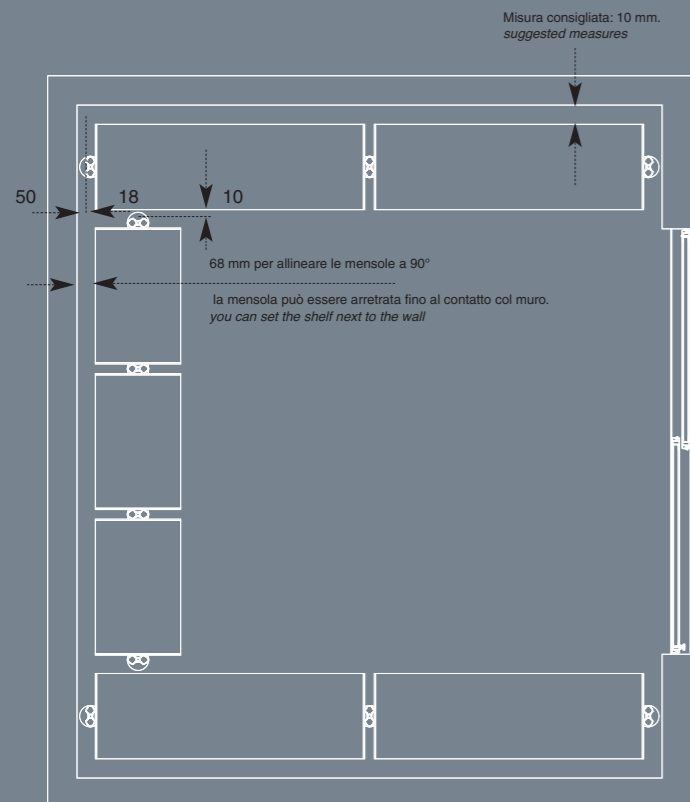 Misura consigliata: 10 mm.
suggested measures
50
18
10
68 mm per allineare le mensole a 90°
la mensola può essere arretrata fino al contatto col muro.
you can set the shelf next to the wall